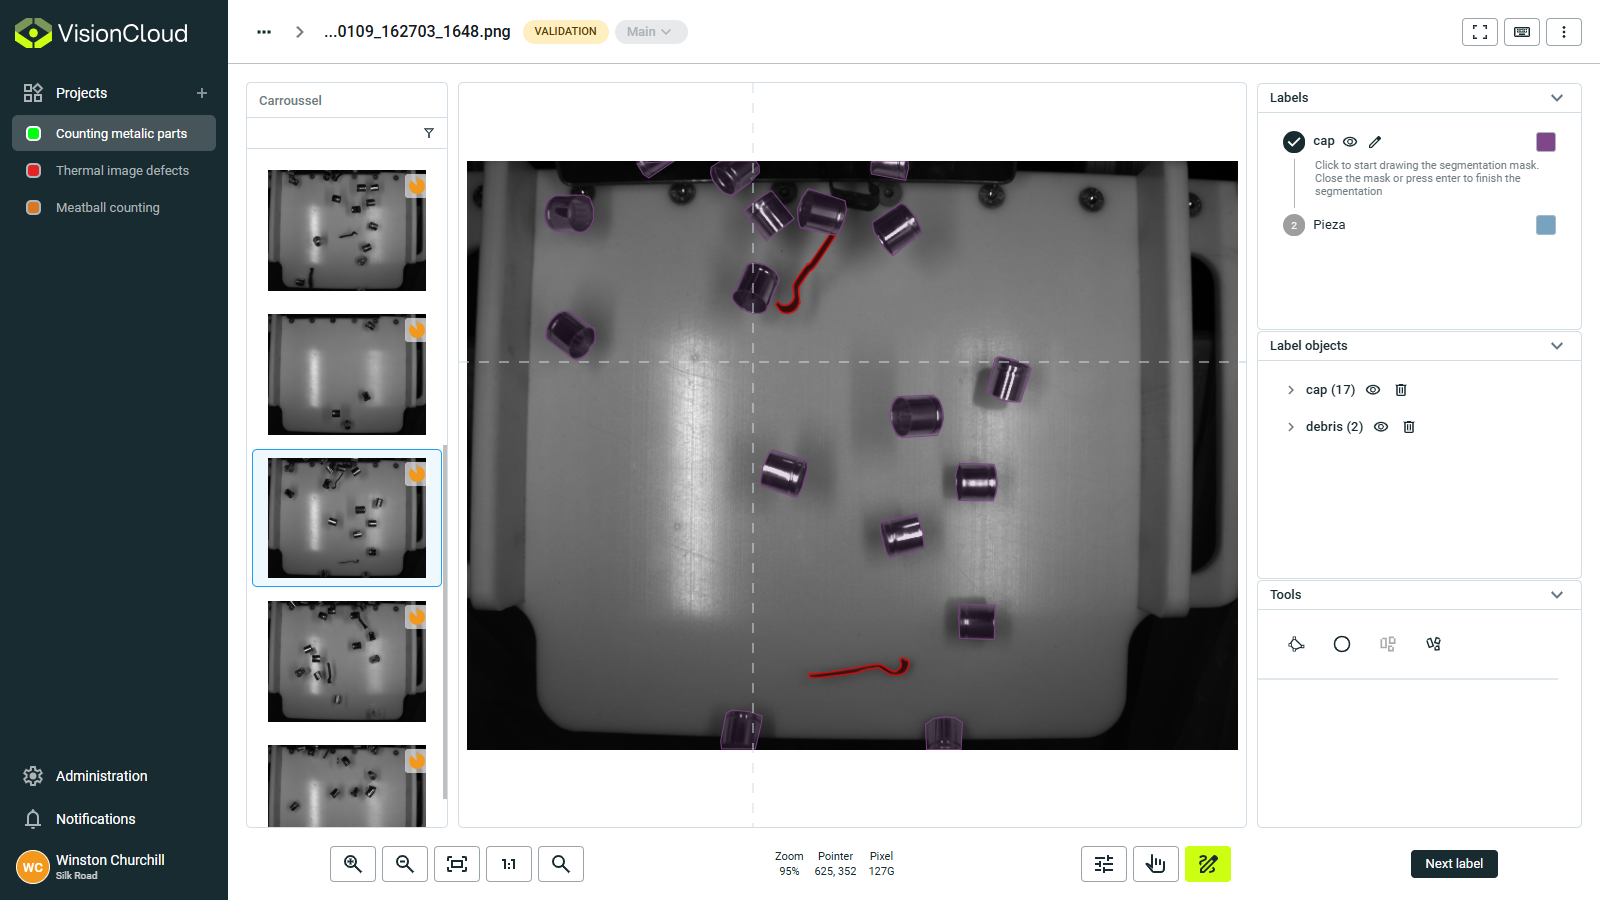 VisionCloud
... > ...0109_162703_1648.png VALIDATION Main
Projects +
Counting metalic parts
Thermal image defects
Meatball counting
Administration
Notifications
WC
Winston Churchill
Silk Road
Carroussel
Zoom Pointer Pixel
95% 625, 352 127G
1:1
Labels
cap
Click to start drawing the segmentation mask.
Close the mask or press enter to finish the
segmentation
2 Pieza
Label objects
cap (17)
debris (2)
Tools
Next label